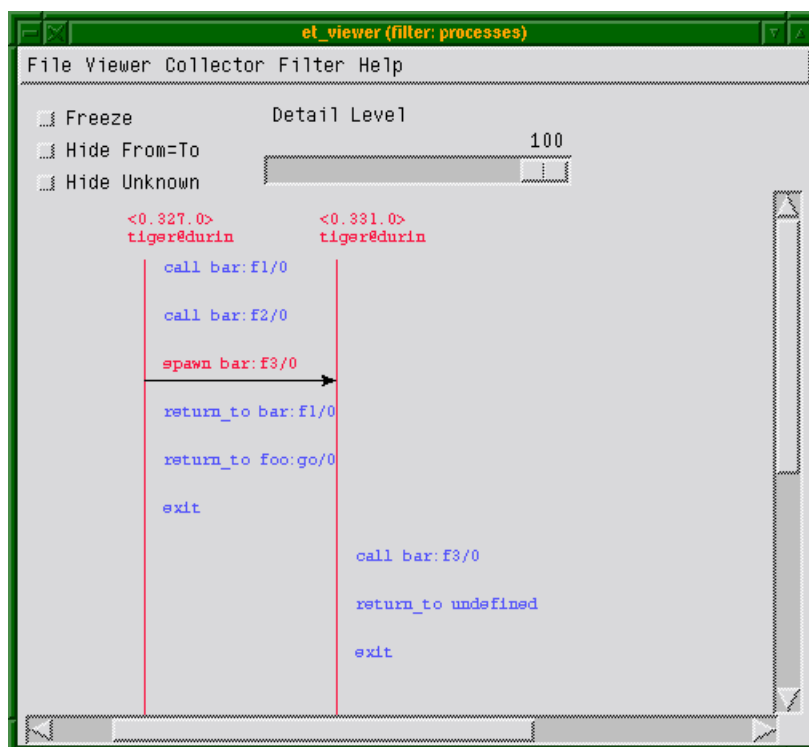 et_viewer (filter: processes)
File Viewer Collector Filter Help
Freeze
Detail Level
Hide From=To
100
Hide Unknown
<0.327.0> <0.331.0>
tiger@durin tiger@durin
call bar:f1/0
call bar:f2/0
spawn bar:f3/0
return_to bar:f1/0
return_to foo:go/0
exit
call bar:f3/0
return_to undefined
exit